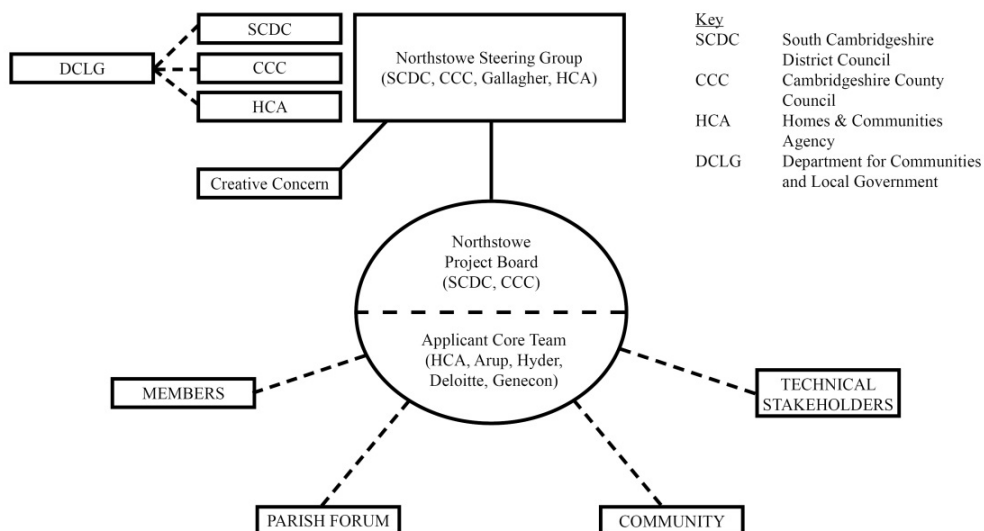 DCLG
SCDC
CCC
HCA
Northstowe Steering Group
(SCDC, CCC, Gallagher, HCA)
Creative Concern
Key
SCDC South Cambridgeshire
District Council
CCC Cambridgeshire County
Council
HCA Homes & Communities
Agency
DCLG Department for Communities
and Local Government
Northstowe
Project Board
(SCDC, CCC)
Applicant Core Team
(HCA, Arup, Hyder,
Deloitte, Genecon)
MEMBERS
TECHNICAL
STAKEHOLDERS
PARISH FORUM
COMMUNITY